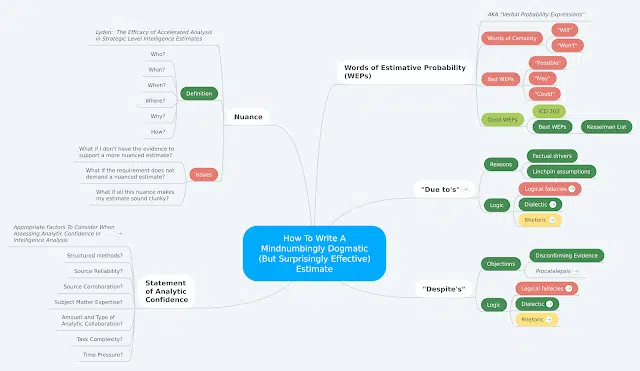 How To Write A
Mindnumbingly Dogmatic
(But Surprisingly Effective)
Estimate
Words of Estimative Probability
(WEPs)
AKA "Verbal Probability Expressions"
Words of Certainty
"Will"
"Won't"
Bad WEPs
"Possible"
"May"
"Could"
Good WEPs
ICD 203
Best WEPs
Kesselman List
"Due to's"
Reasons
Factual drivers
Linchpin assumptions
Logic
Logical fallacies
Dialectic
Rhetoric
"Despite's"
Objections
Disconfirming Evidence
Procatalepsis
Logic
Logical fallacies
Dialectic
Rhetoric
Nuance
Lyden: The Efficacy of Accelerated Analysis
in Strategic Level Intelligence Estimates
Definition
Who?
What?
When?
Where?
Why?
How?
Issues
What if I don't have the evidence to
support a more nuanced estimate?
What if the requirement does not
demand a nuanced estimate?
What if all this nuance makes
my estimate sound clunky?
Statement
of Analytic
Confidence
Appropriate Factors To Consider When
Assessing Analytic Confidence in
Intelligence Analysis
Structured methods?
Source Reliability?
Source Corroboration?
Subject Matter Expertise?
Amount and Type of
Analytic Collaboration?
Task Complexity?
Time Pressure?